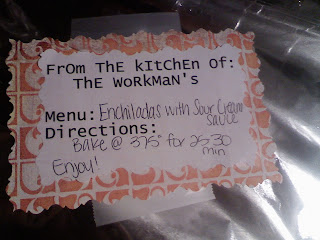 FrOm ThE kItChEn oF:
ThE WoRkMaN's
Menu: Enchiladas with Sour Cream
Sauce
Directions:
Bake @ 375° for 25-30
min
Enjoy!